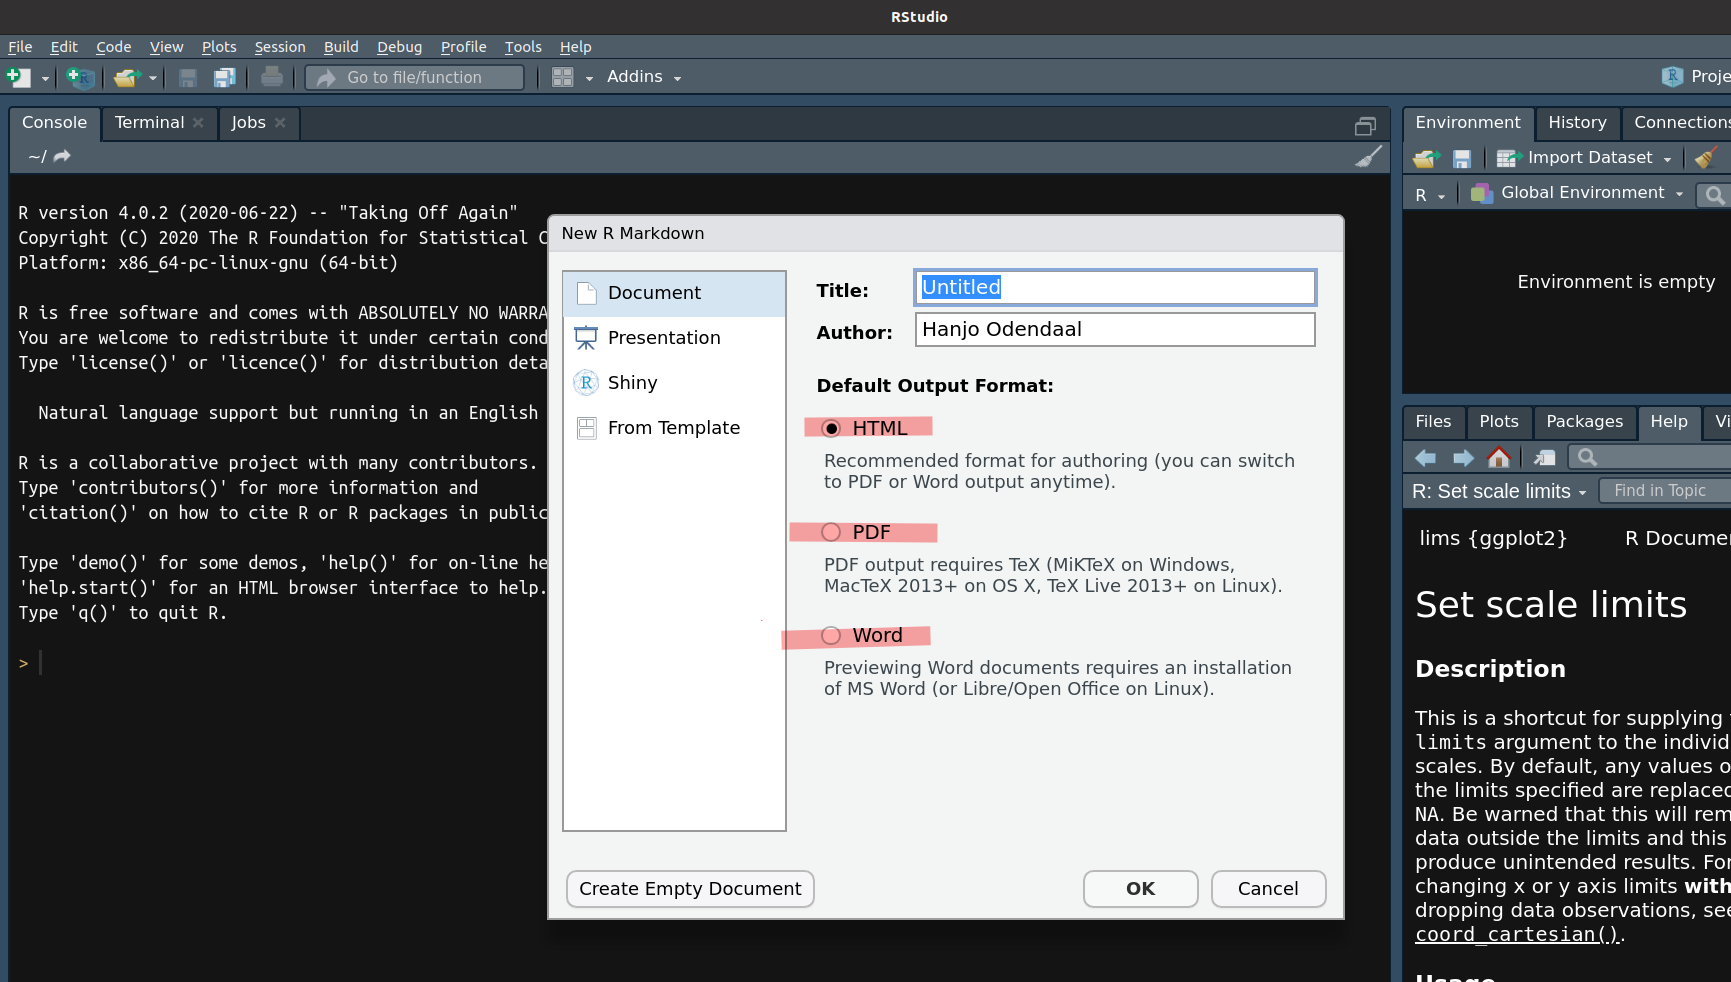 RStudio
File Edit Code View Plots Session Build Debug Profile Tools Help
Go to file/function Addins
Console Terminal Jobs
~/
R version 4.0.2 (2020-06-22) -- "Taking Off Again"
Copyright (C) 2020 The R Foundation for Statistical C
Platform: x86_64-pc-linux-gnu (64-bit)
R is free software and comes with ABSOLUTELY NO WARRA
You are welcome to redistribute it under certain cond
Type 'license()' or 'licence()' for distribution deta
Natural language support but running in an English
R is a collaborative project with many contributors.
Type 'contributors()' for more information and
'citation()' on how to cite R or R packages in public
Type 'demo()' for some demos, 'help()' for on-line he
'help.start()' for an HTML browser interface to help.
Type 'q()' to quit R.
>
New R Markdown
Document
Presentation
Shiny
From Template
Title: Untitled
Author: Hanjo Odendaal
Default Output Format:
HTML
Recommended format for authoring (you can switch
to PDF or Word output anytime).
PDF
PDF output requires TeX (MiKTeX on Windows,
MacTeX 2013+ on OS X, TeX Live 2013+ on Linux).
Word
Previewing Word documents requires an installation
of MS Word (or Libre/Open Office on Linux).
Create Empty Document OK Cancel
Proje
Environment History Connections
Import Dataset
R Global Environment
Environment is empty
Files Plots Packages Help Vi
R: Set scale limits Find in Topic
lims {ggplot2} R Docume
Set scale limits
Description
This is a shortcut for supplying
limits argument to the individ
scales. By default, any values o
the limits specified are replaced
NA. Be warned that this will rem
data outside the limits and this
produce unintended results. For
changing x or y axis limits with
dropping data observations, see
coord_cartesian().
Usage